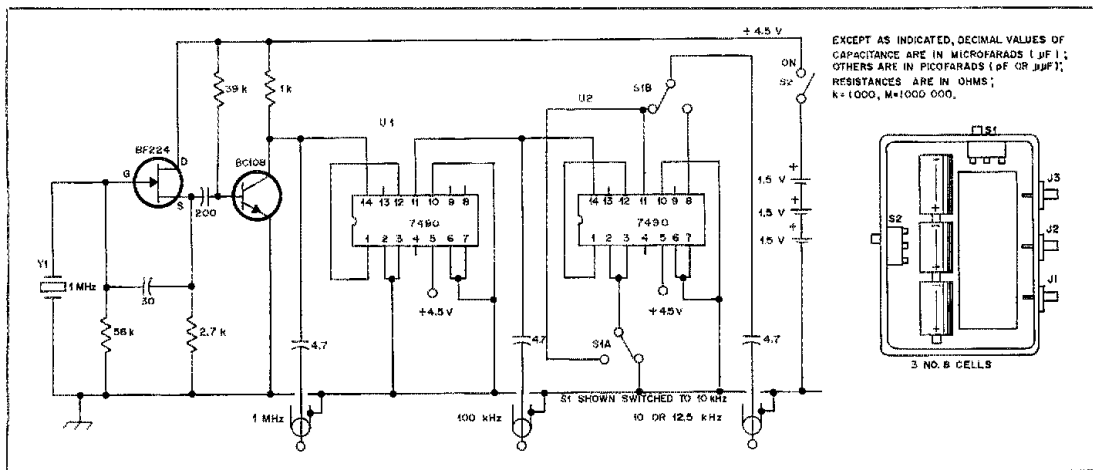 +4.5 V
EXCEPT AS INDICATED, DECIMAL VALUES OF
CAPACITANCE ARE IN MICROFARADS (µF);
OTHERS ARE IN PICOFARADS (pF OR µµF);
RESISTANCES ARE IN OHMS;
k=1000, M=1000 000.
ON
S2
39 k
1 k
S1B
U1
U2
BF224
G
D
S
BC108
200
14 13 12 11 10 9 8
7490
1 2 3 4 5 6 7
+4.5V
14 13 12 11 10 9 8
7490
1 2 3 4 5 6 7
+4.5V
+
1.5 V
+
1.5 V
+
1.5 V
S1
J3
J2
J1
S2
+
+
+
3 NO. 8 CELLS
Y1
1 MHz
30
56k
2.7 k
4.7
4.7
4.7
S1A
S1 SHOWN SWITCHED TO 10 kHz
1 MHz
100 kHz
10 OR 12.5 kHz